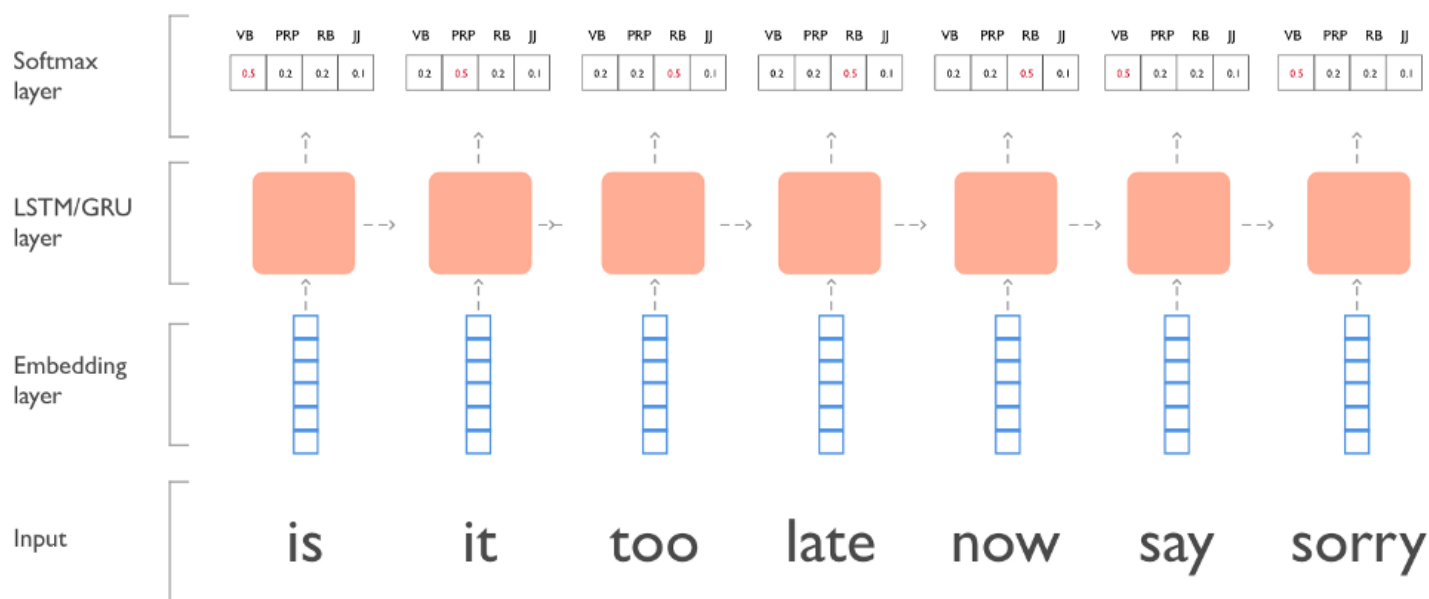 Softmax layer
VB PRP RB JJ VB PRP RB JJ VB PRP RB JJ VB PRP RB JJ VB PRP RB JJ VB PRP RB JJ VB PRP RB JJ
0.5 0.2 0.2 0.1 0.2 0.5 0.2 0.1 0.2 0.2 0.5 0.1 0.2 0.2 0.5 0.1 0.2 0.2 0.5 0.1 0.5 0.2 0.2 0.1 0.5 0.2 0.2 0.1
LSTM/GRU
layer
Embedding
layer
Input is it too late now say sorry